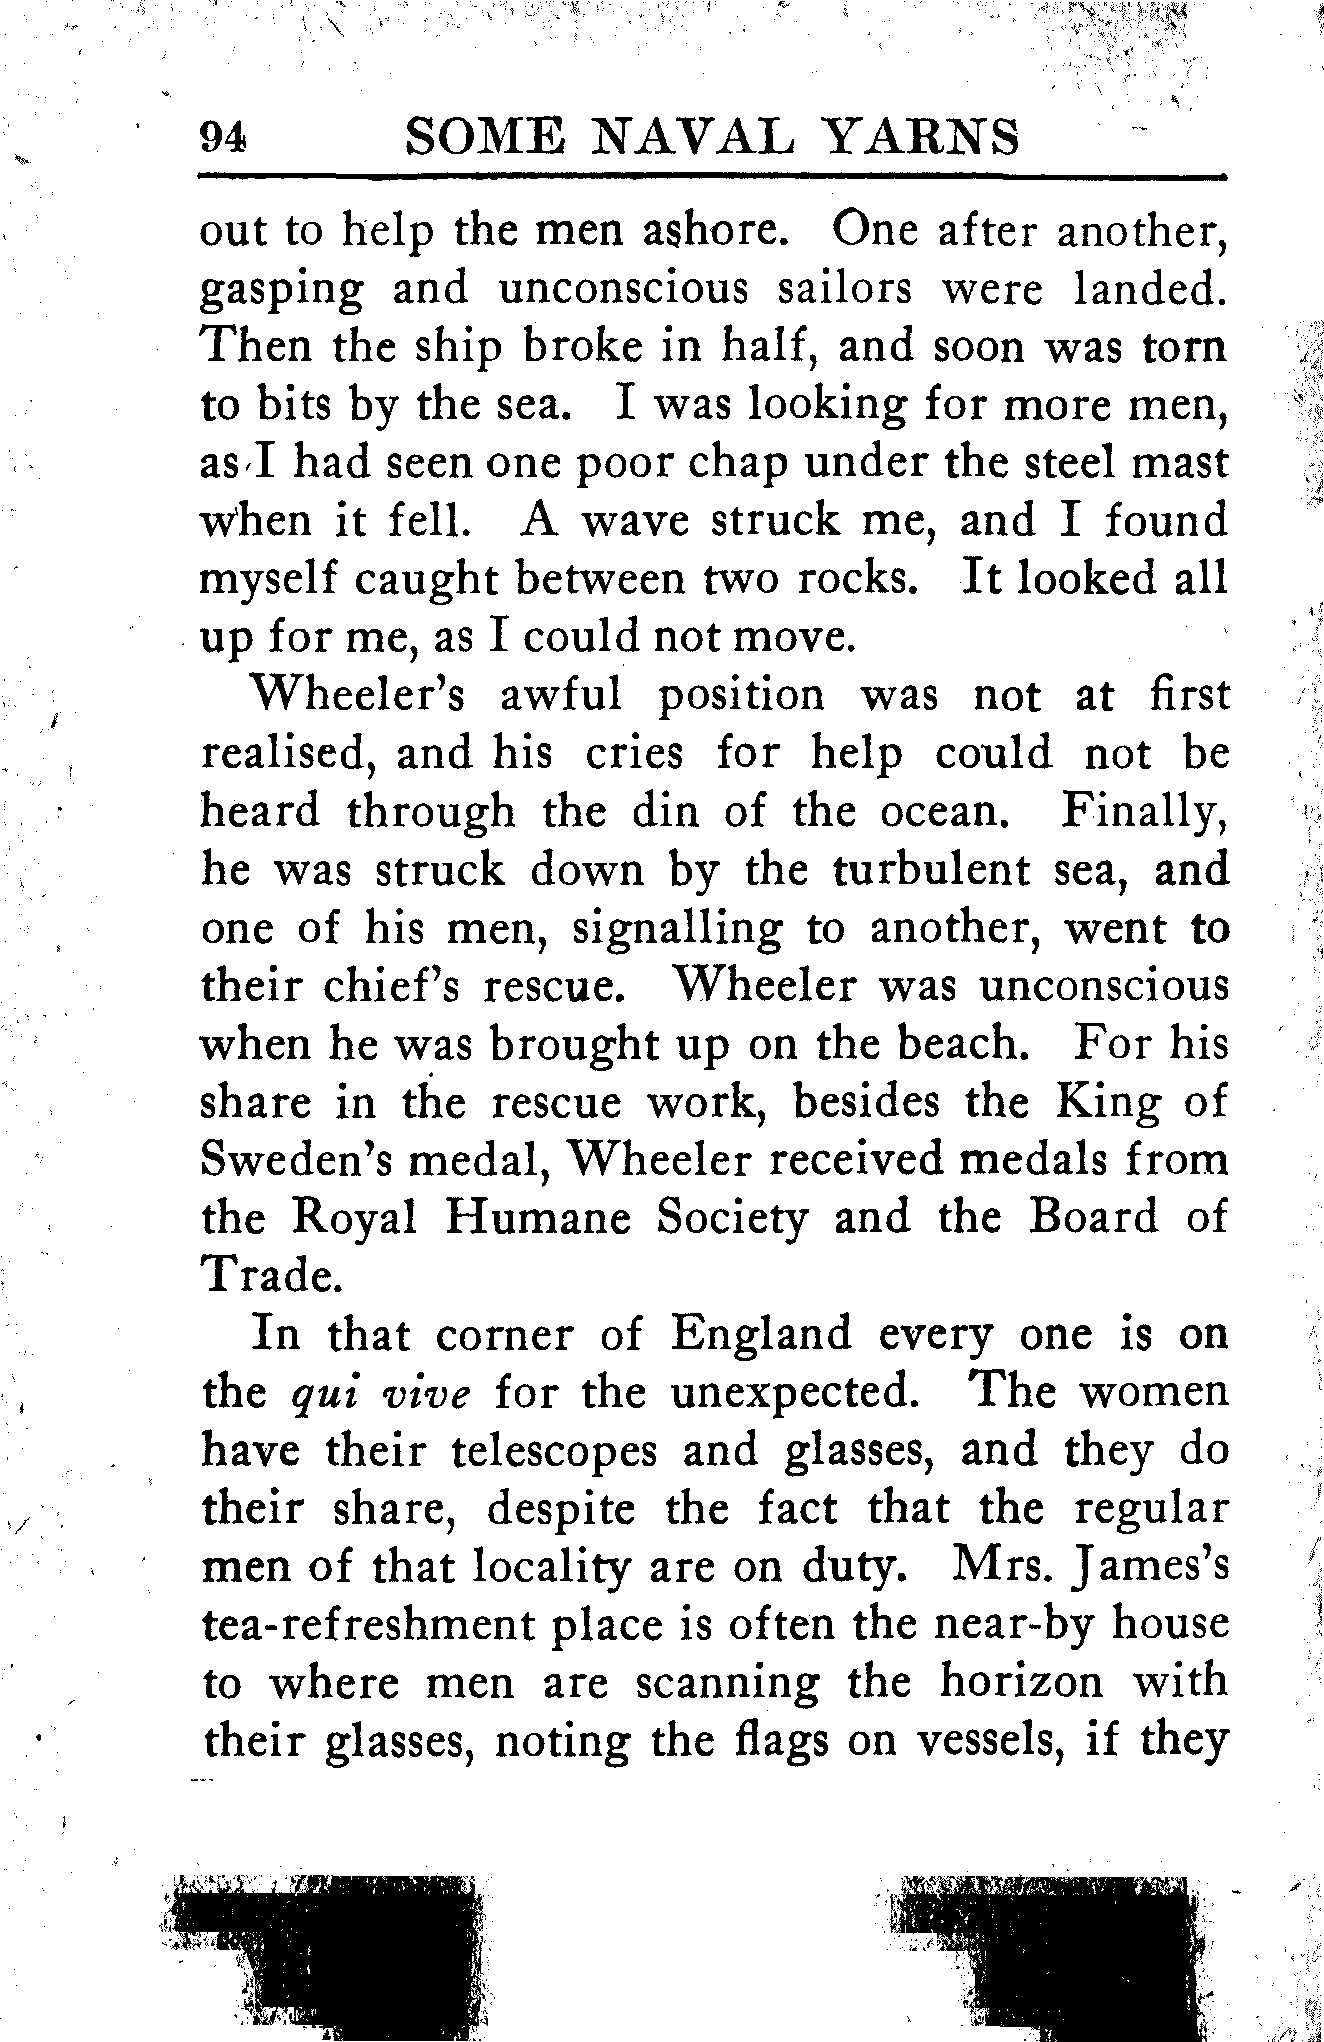 94 SOME NAVAL YARNS
out to help the men ashore. One after another,
gasping and unconscious sailors were landed.
Then the ship broke in half, and soon was torn
to bits by the sea. I was looking for more men,
as I had seen one poor chap under the steel mast
when it fell. A wave struck me, and I found
myself caught between two rocks. It looked all
up for me, as I could not move.
Wheeler's awful position was not at first
realised, and his cries for help could not be
heard through the din of the ocean. Finally,
he was struck down by the turbulent sea, and
one of his men, signalling to another, went to
their chief's rescue. Wheeler was unconscious
when he was brought up on the beach. For his
share in the rescue work, besides the King of
Sweden's medal, Wheeler received medals from
the Royal Humane Society and the Board of
Trade.
In that corner of England every one is on
the qui vive for the unexpected. The women
have their telescopes and glasses, and they do
their share, despite the fact that the regular
men of that locality are on duty. Mrs. James's
tea-refreshment place is often the near-by house
to where men are scanning the horizon with
their glasses, noting the flags on vessels, if they